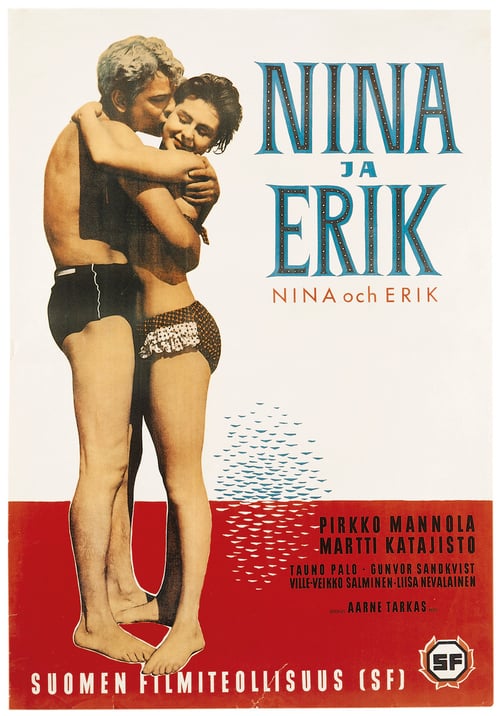 NINA
JA
ERIK
NINA och ERIK
PIRKKO MANNOLA
MARTTI KATAJISTO
TAUNO PALO · GUNVOR SANDKVIST
VILLE-VEIKKO SALMINEN · LIISA NEVALAINEN
AARNE TARKAS
SF
SUOMEN FILMITEOLLISUUS (SF)